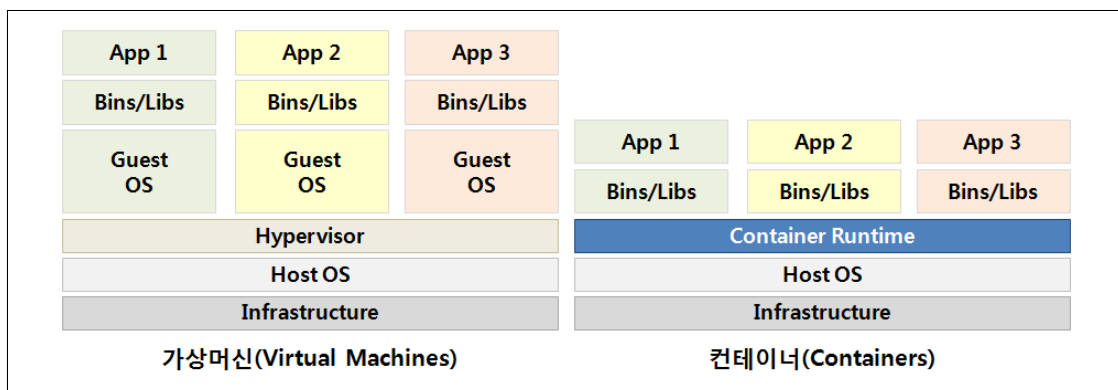 App 1
App 2
App 3
Bins/Libs
Bins/Libs
Bins/Libs
Guest
OS
Guest
OS
Guest
OS
Hypervisor
Host OS
Infrastructure
가상머신(Virtual Machines)
App 1
App 2
App 3
Bins/Libs
Bins/Libs
Bins/Libs
Container Runtime
Host OS
Infrastructure
컨테이너(Containers)